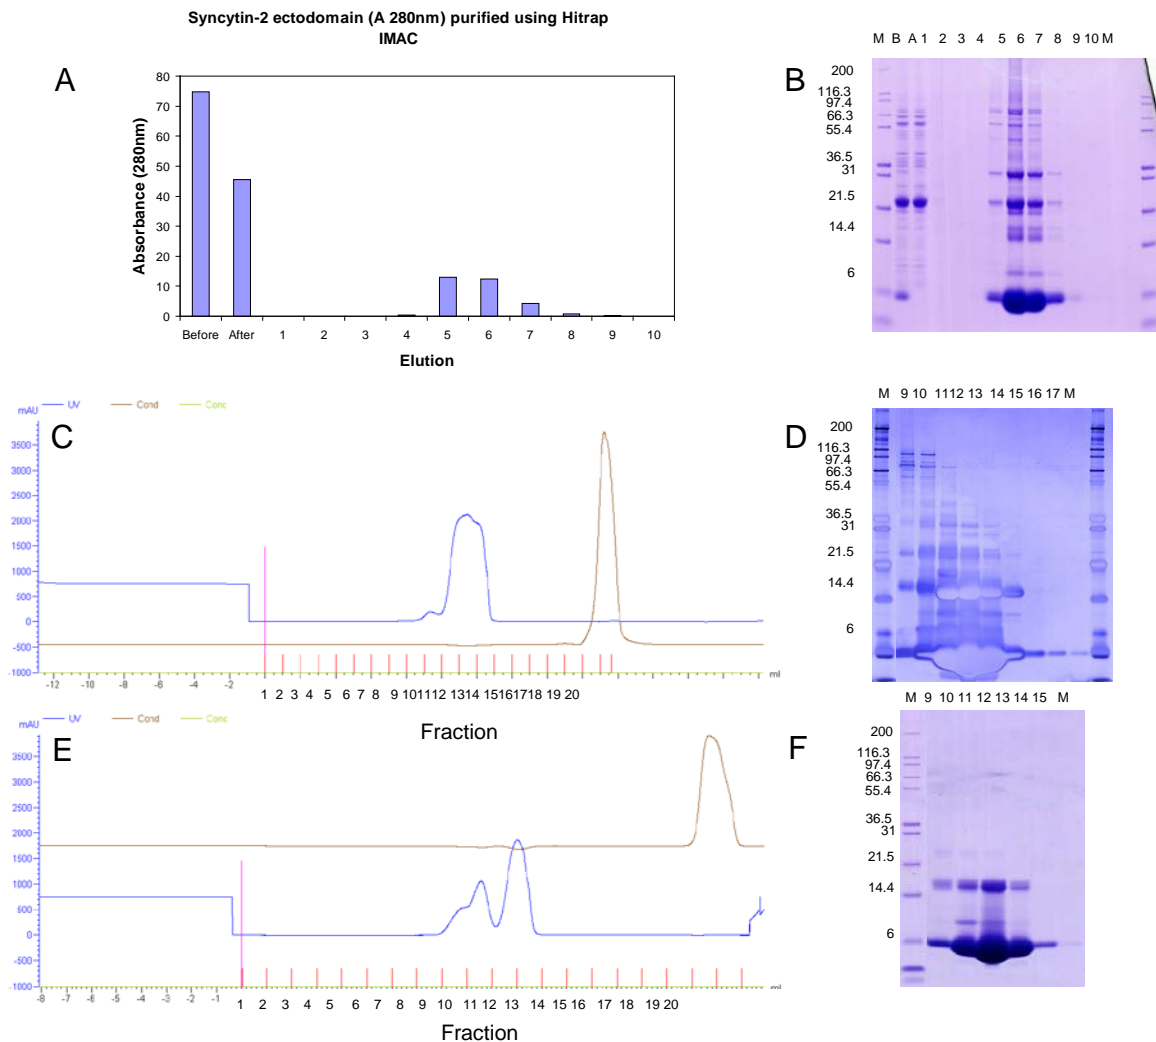 Syncytin-2 ectodomain (A 280nm) purified using Hitrap
IMAC
A
Absorbance (280nm)
80
70
60
50
40
30
20
10
0
Before After 1 2 3 4 5 6 7 8 9 10
Elution
B
M B A 1 2 3 4 5 6 7 8 9 10 M
200
116.3
97.4
66.3
55.4
36.5
31
21.5
14.4
6
C
mAU UV Cond Conc
3500
3000
2500
2000
1500
1000
500
0
-500
-1000
-12 -10 -8 -6 -4 -2 ml
1 2 3 4 5 6 7 8 9 10 11 12 13 14 15 16 17 18 19 20
Fraction
D
M 9 10 11 12 13 14 15 16 17 M
200
116.3
97.4
66.3
55.4
36.5
31
21.5
14.4
6
E
mAU UV Cond Conc
3500
3000
2500
2000
1500
1000
500
0
-500
-1000
-8 -7 -6 -5 -4 -3 -2 -1 ml
1 2 3 4 5 6 7 8 9 10 11 12 13 14 15 16 17 18 19 20
Fraction
F
M 9 10 11 12 13 14 15 M
200
116.3
97.4
66.3
55.4
36.5
31
21.5
14.4
6